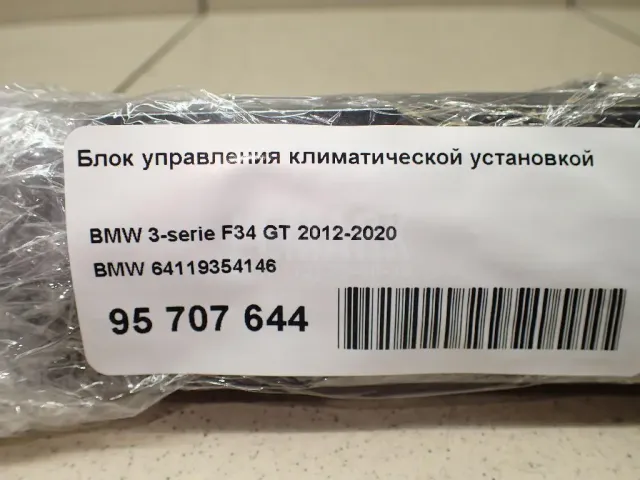 Блок управления климатической установкой
BMW 3-serie F34 GT 2012-2020
BMW 64119354146
95 707 644